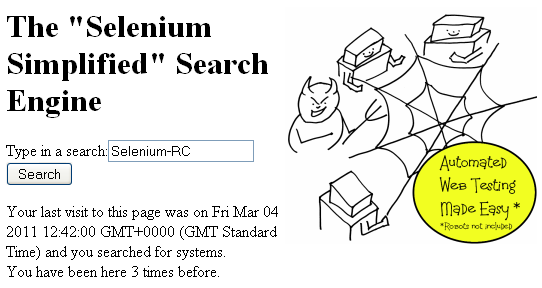 The "Selenium
Simplified" Search
Engine
Type in a search: Selenium-RC
Search
Your last visit to this page was on Fri Mar 04
2011 12:42:00 GMT+0000 (GMT Standard
Time) and you searched for systems.
You have been here 3 times before.
Automated
Web Testing
Made Easy *
*Robots not included